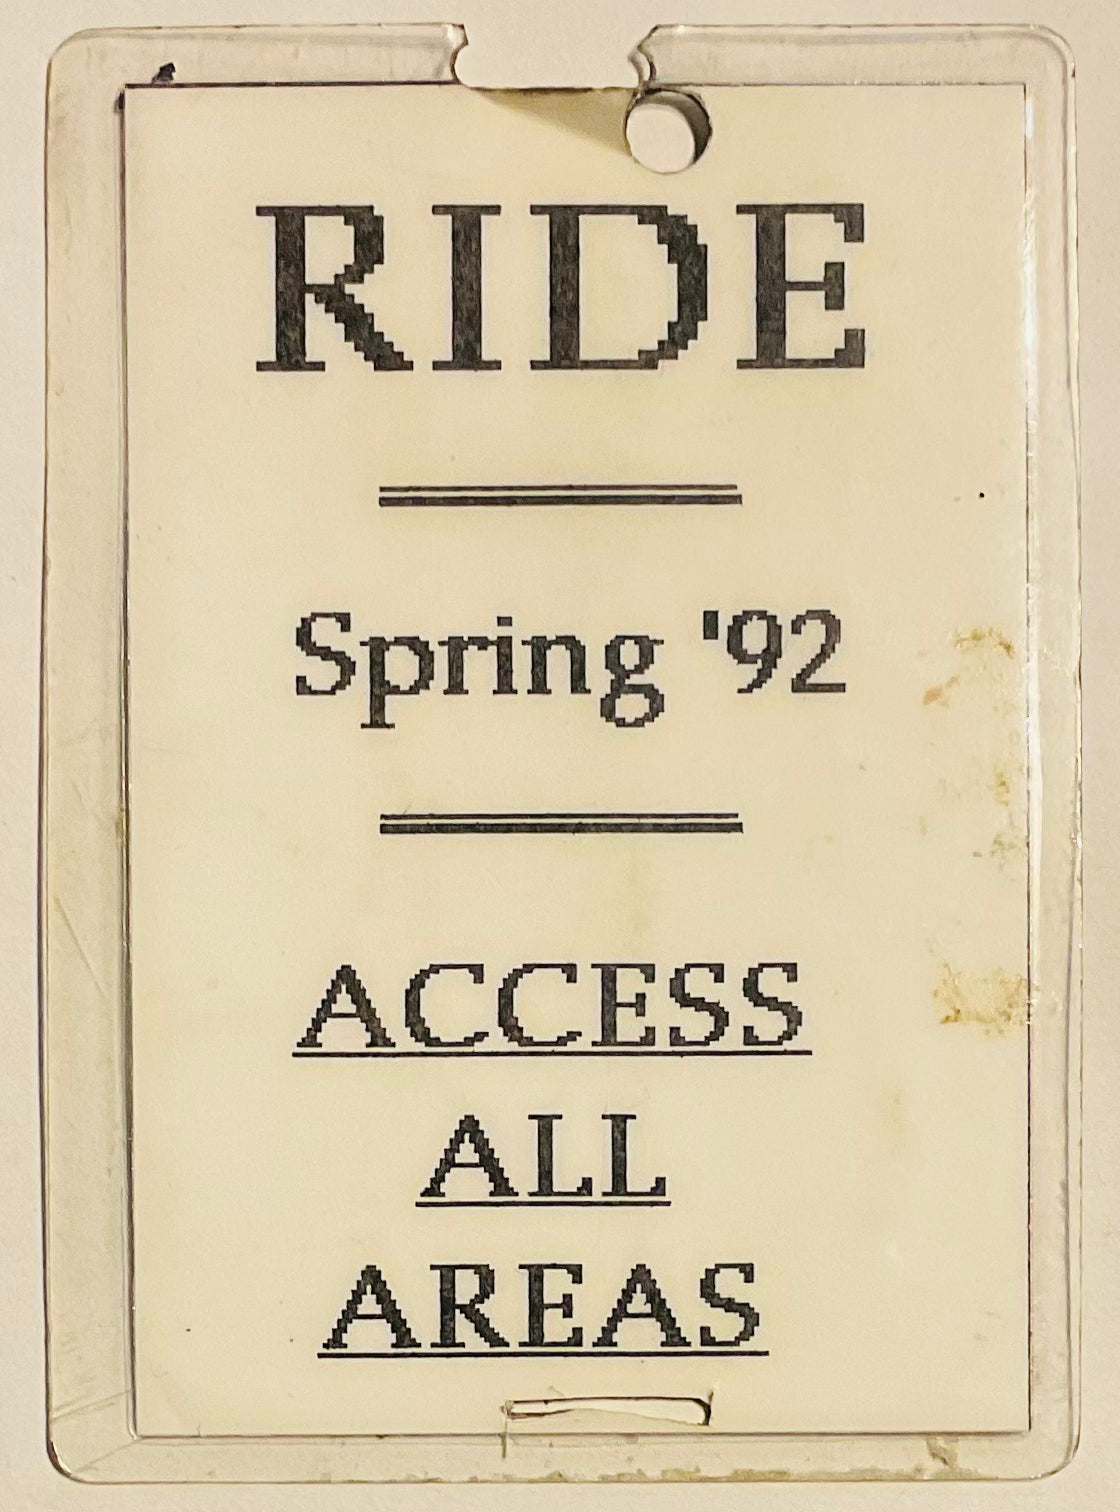 RIDE
Spring '92
ACCESS
ALL
AREAS